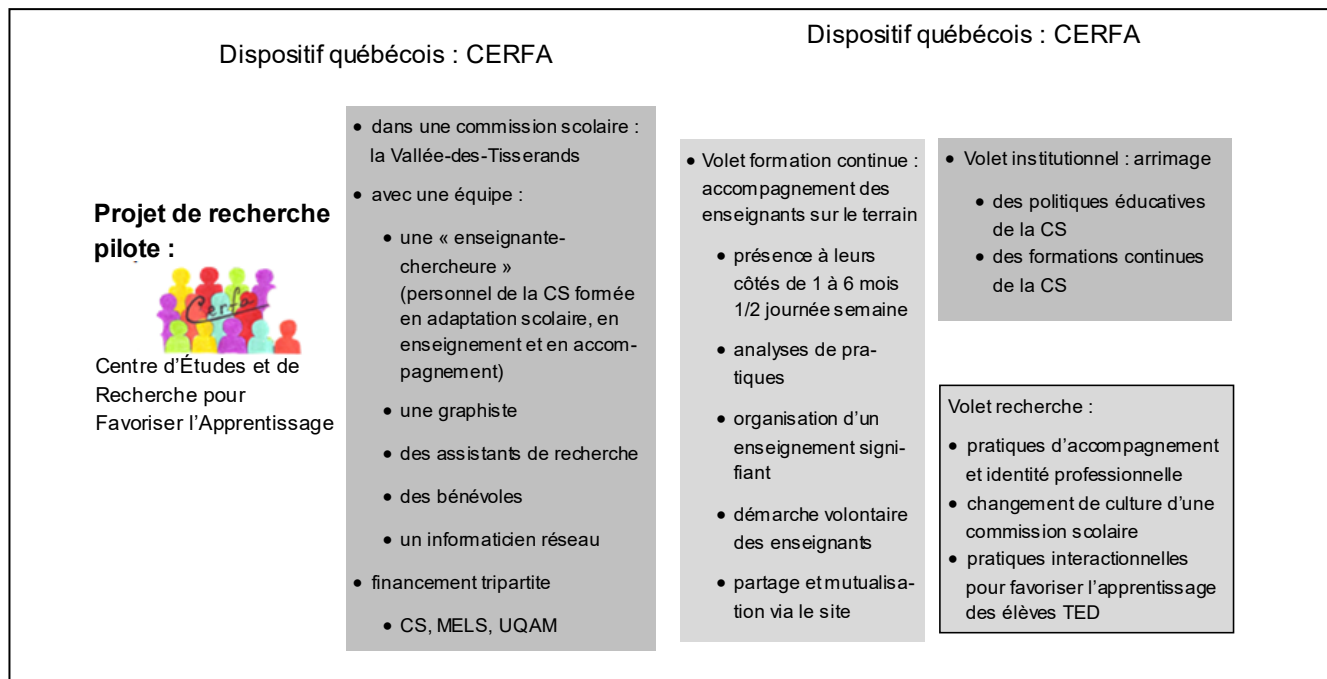 Dispositif québécois : CERFA
Projet de recherche
pilote :
Cerfa
Centre d'Études et de
Recherche pour
Favoriser l'Apprentissage
• dans une commission scolaire :
la Vallée-des-Tisserands
• avec une équipe :
• une « enseignante-
chercheure »
(personnel de la CS formée
en adaptation scolaire, en
enseignement et en accom-
pagnement)
• une graphiste
• des assistants de recherche
• des bénévoles
• un informaticien réseau
• financement tripartite
• CS, MELS, UQAM
Dispositif québécois : CERFA
• Volet formation continue :
accompagnement des
enseignants sur le terrain
• présence à leurs
côtés de 1 à 6 mois
1/2 journée semaine
• analyses de pra-
tiques
• organisation d'un
enseignement signi-
fiant
• démarche volontaire
des enseignants
• partage et mutualisa-
tion via le site
• Volet institutionnel : arrimage
• des politiques éducatives
de la CS
• des formations continues
de la CS
Volet recherche :
• pratiques d'accompagnement
et identité professionnelle
• changement de culture d'une
commission scolaire
• pratiques interactionnelles
pour favoriser l'apprentissage
des élèves TED